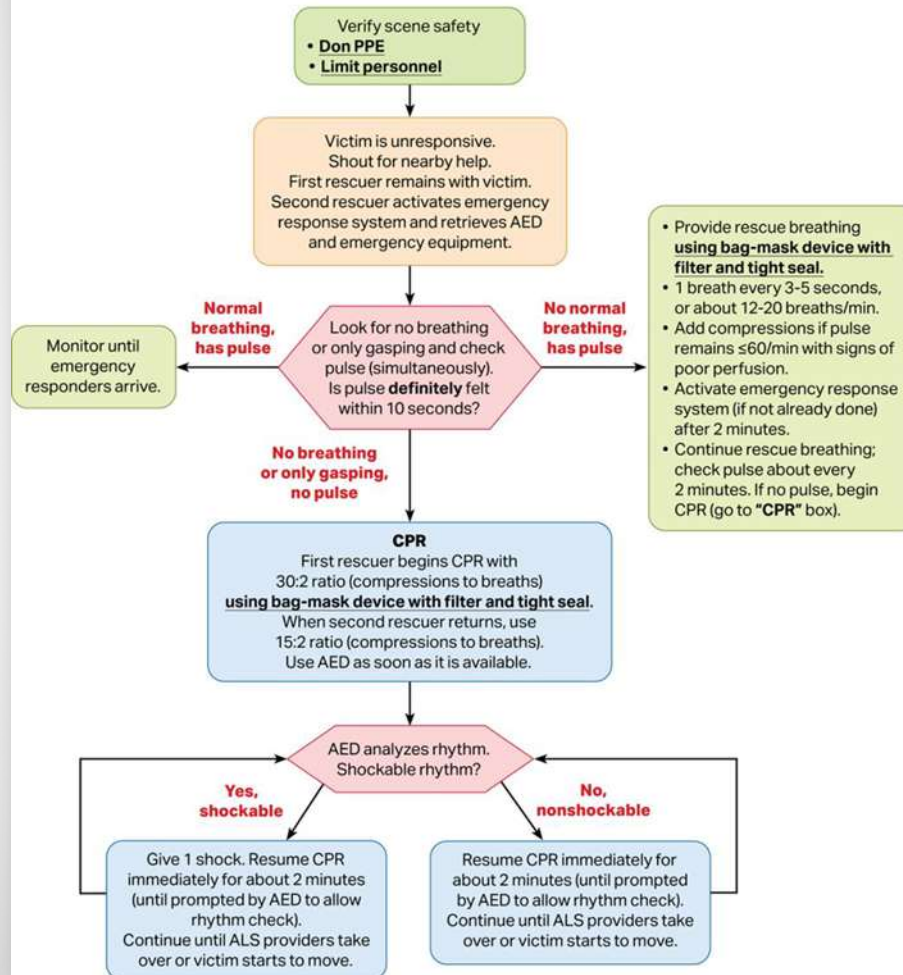 Verify scene safety
• Don PPE
• Limit personnel
Victim is unresponsive.
Shout for nearby help.
First rescuer remains with victim.
Second rescuer activates emergency
response system and retrieves AED
and emergency equipment.
Normal
breathing,
has pulse
No normal
breathing,
has pulse
Monitor until
emergency
responders arrive.
Look for no breathing
or only gasping and check
pulse (simultaneously).
Is pulse definitely felt
within 10 seconds?
• Provide rescue breathing
using bag-mask device with
filter and tight seal.
• 1 breath every 3-5 seconds,
or about 12-20 breaths/min.
• Add compressions if pulse
remains ≤60/min with signs of
poor perfusion.
• Activate emergency response
system (if not already done)
after 2 minutes.
• Continue rescue breathing;
check pulse about every
2 minutes. If no pulse, begin
CPR (go to "CPR" box).
No breathing
or only gasping,
no pulse
CPR
First rescuer begins CPR with
30:2 ratio (compressions to breaths)
using bag-mask device with filter and tight seal.
When second rescuer returns, use
15:2 ratio (compressions to breaths).
Use AED as soon as it is available.
AED analyzes rhythm.
Shockable rhythm?
Yes,
shockable
No,
nonshockable
Give 1 shock. Resume CPR
immediately for about 2 minutes
(until prompted by AED to allow
rhythm check).
Continue until ALS providers take
over or victim starts to move.
Resume CPR immediately for
about 2 minutes (until prompted
by AED to allow rhythm check).
Continue until ALS providers take
over or victim starts to move.